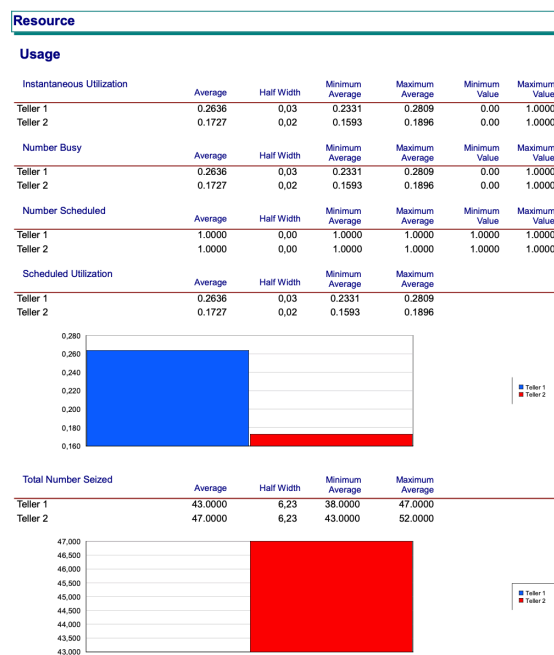 Resource
Usage
Instantaneous Utilization Average Half Width Minimum Average Maximum Average Minimum Value Maximum Value
Teller 1 0.2636 0,03 0.2331 0.2809 0.00 1.0000
Teller 2 0.1727 0,02 0.1593 0.1896 0.00 1.0000
Number Busy Average Half Width Minimum Average Maximum Average Minimum Value Maximum Value
Teller 1 0.2636 0,03 0.2331 0.2809 0.00 1.0000
Teller 2 0.1727 0,02 0.1593 0.1896 0.00 1.0000
Number Scheduled Average Half Width Minimum Average Maximum Average Minimum Value Maximum Value
Teller 1 1.0000 0,00 1.0000 1.0000 1.0000 1.0000
Teller 2 1.0000 0,00 1.0000 1.0000 1.0000 1.0000
Scheduled Utilization Average Half Width Minimum Average Maximum Average
Teller 1 0.2636 0,03 0.2331 0.2809
Teller 2 0.1727 0,02 0.1593 0.1896
0,280
0,260
0,240
0,220
0,200
0,180
0,160
Teller 1
Teller 2
Total Number Seized Average Half Width Minimum Average Maximum Average
Teller 1 43.0000 6,23 38.0000 47.0000
Teller 2 47.0000 6,23 43.0000 52.0000
47,000
46,500
46,000
45,500
45,000
44,500
44,000
43,500
43,000
Teller 1
Teller 2